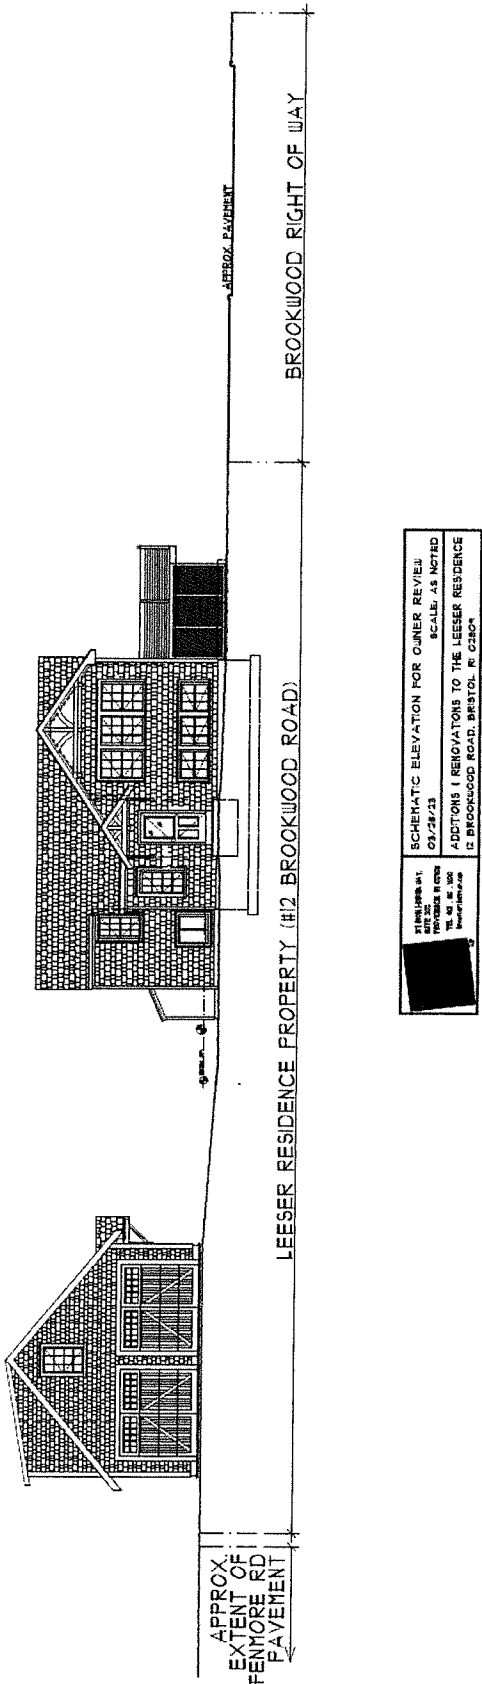 APPROX.
EXTENT OF
FENMORE RD
PAVEMENT
LEESER RESIDENCE PROPERTY (#12 BROOKWOOD ROAD)
BROOKWOOD RIGHT OF WAY
APPROX. PAVEMENT
SCHEMATIC ELEVATION FOR OWNER REVIEW
03/28/23 SCALE: AS NOTED
ADDITIONS & RENOVATIONS TO THE LEESER RESIDENCE
12 BROOKWOOD ROAD, BRISTOL RI 02809